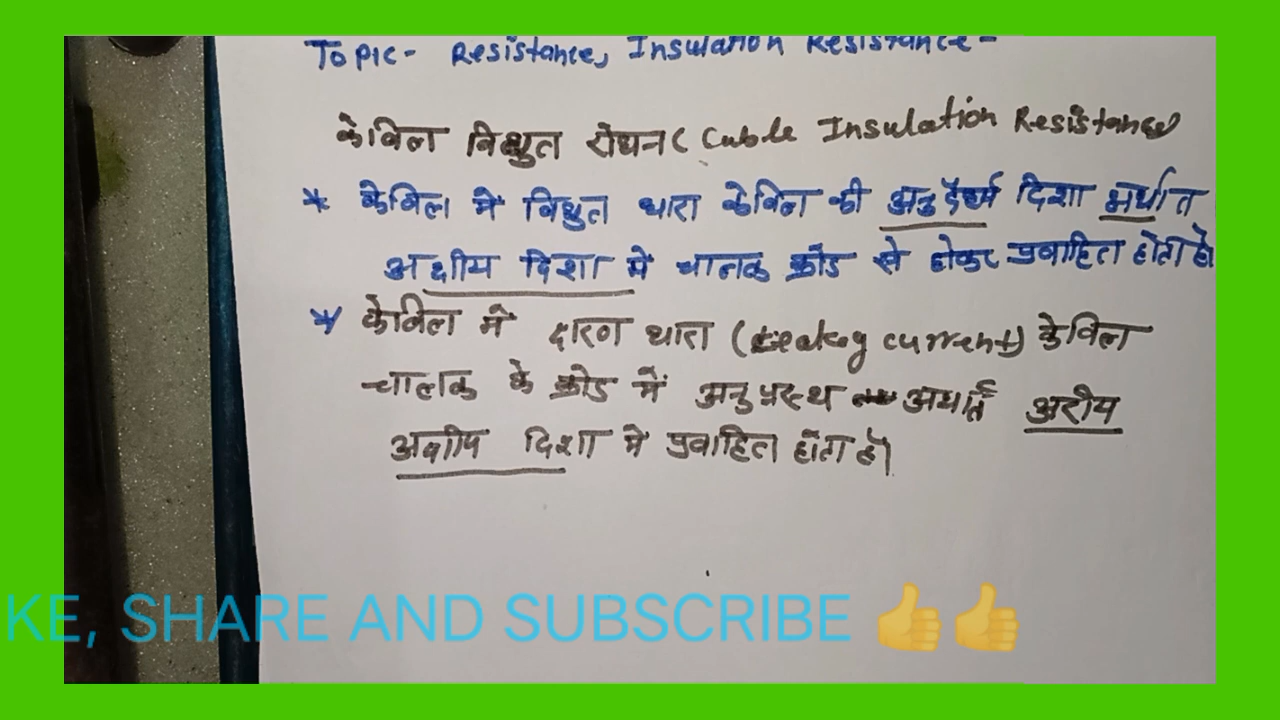 Topic- Resistance, Insulation Resistance-
केविल विद्युत रोधन (Cable Insulation Resistance)
* केविल में विद्युत धारा केविल की अनुदैर्घ्य दिशा अर्थात
अक्षीय दिशा में चालक क्रोड से होकर प्रवाहित होती है।
* केविल में क्षरण धारा (Leakey current) केविल
चालक के क्रोड में अनुप्रस्थ अर्थात अरीय
अक्षीय दिशा में प्रवाहित होता है।
KE, SHARE AND SUBSCRIBE 👍👍